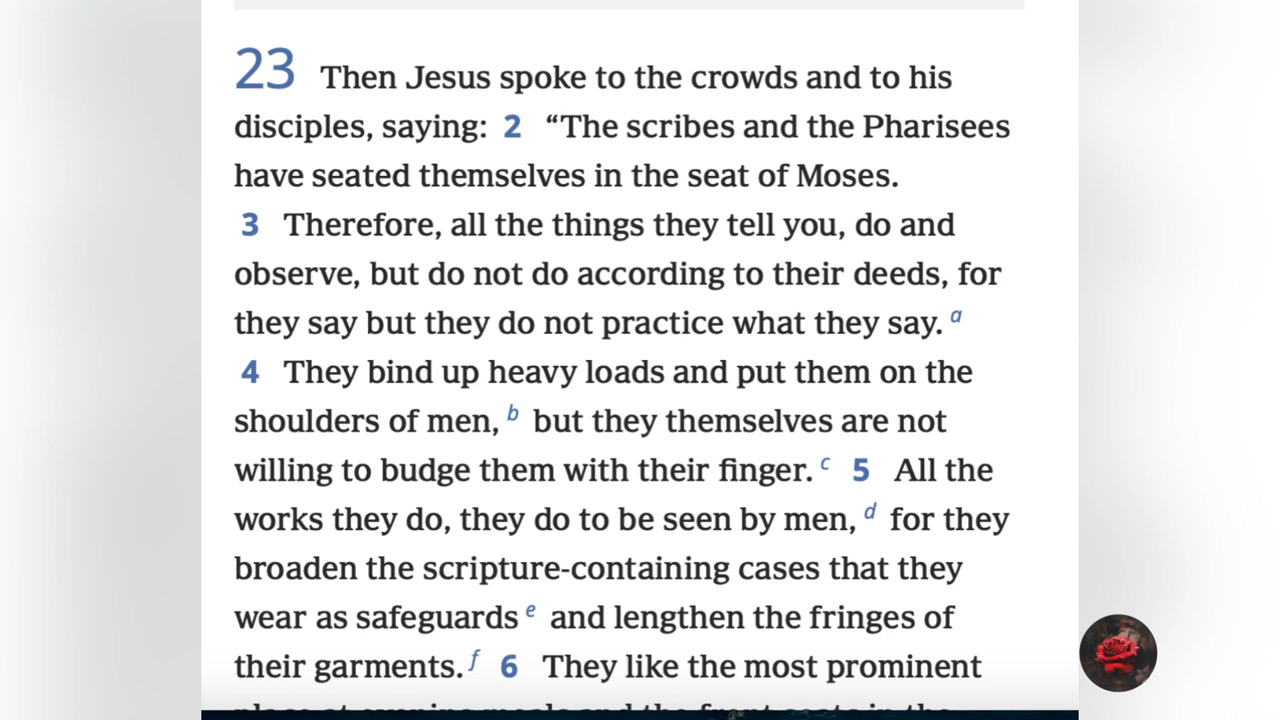 23 Then Jesus spoke to the crowds and to his
disciples, saying: 2 “The scribes and the Pharisees
have seated themselves in the seat of Moses.
3 Therefore, all the things they tell you, do and
observe, but do not do according to their deeds, for
they say but they do not practice what they say. a
4 They bind up heavy loads and put them on the
shoulders of men, b but they themselves are not
willing to budge them with their finger. c 5 All the
works they do, they do to be seen by men, d for they
broaden the scripture-containing cases that they
wear as safeguards e and lengthen the fringes of
their garments. f 6 They like the most prominent